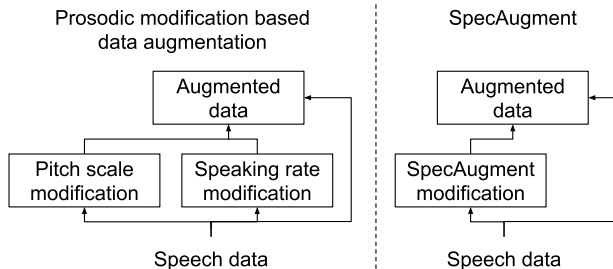 Prosodic modification based
data augmentation
Augmented
data
Pitch scale
modification
Speaking rate
modification
Speech data
SpecAugment
Augmented
data
SpecAugment
modification
Speech data